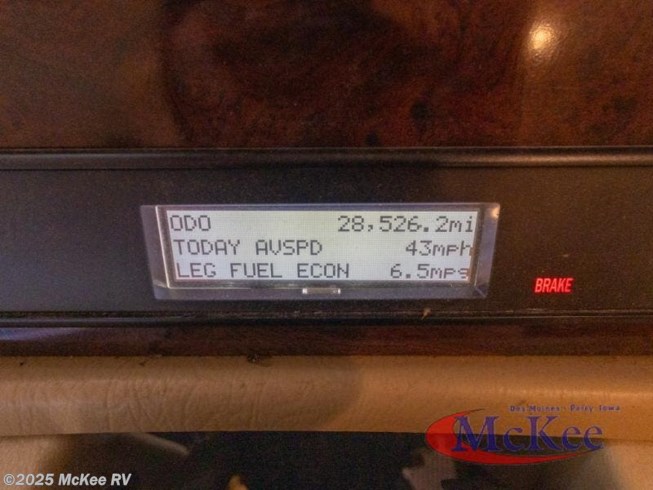 ODO 28,526.2mi
TODAY AVSPD 43mph
LEG FUEL ECON 6.5mpg
BRAKE
Des Moines - Perry, Iowa
McKee
©2025 McKee RV